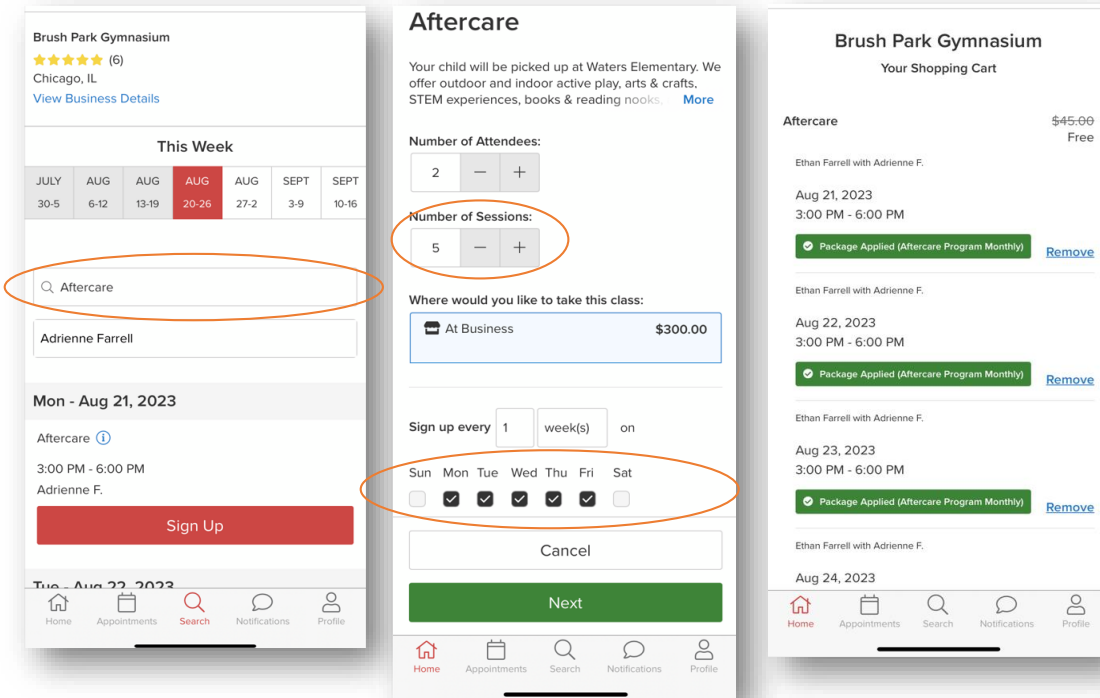 Brush Park Gymnasium
(6)
Chicago, IL
View Business Details
This Week
JULY AUG AUG AUG AUG SEPT SEPT
30-5 6-12 13-19 20-26 27-2 3-9 10-16
Aftercare
Adrienne Farrell
Mon - Aug 21, 2023
Aftercare
3:00 PM - 6:00 PM
Adrienne F.
Sign Up
Tue - Aug 22, 2023
Home Appointments Search Notifications Profile
Aftercare
Your child will be picked up at Waters Elementary. We
offer outdoor and indoor active play, arts & crafts,
STEM experiences, books & reading nooks, More
Number of Attendees:
2 — +
Number of Sessions:
5 — +
Where would you like to take this class:
At Business $300.00
Sign up every 1 week(s) on
Sun Mon Tue Wed Thu Fri Sat
Cancel
Next
Home Appointments Search Notifications Profile
Brush Park Gymnasium
Your Shopping Cart
Aftercare $45.00
Free
Ethan Farrell with Adrienne F.
Aug 21, 2023
3:00 PM - 6:00 PM
Package Applied (Aftercare Program Monthly) Remove
Ethan Farrell with Adrienne F.
Aug 22, 2023
3:00 PM - 6:00 PM
Package Applied (Aftercare Program Monthly) Remove
Ethan Farrell with Adrienne F.
Aug 23, 2023
3:00 PM - 6:00 PM
Package Applied (Aftercare Program Monthly) Remove
Ethan Farrell with Adrienne F.
Aug 24, 2023
Home Appointments Search Notifications Profile